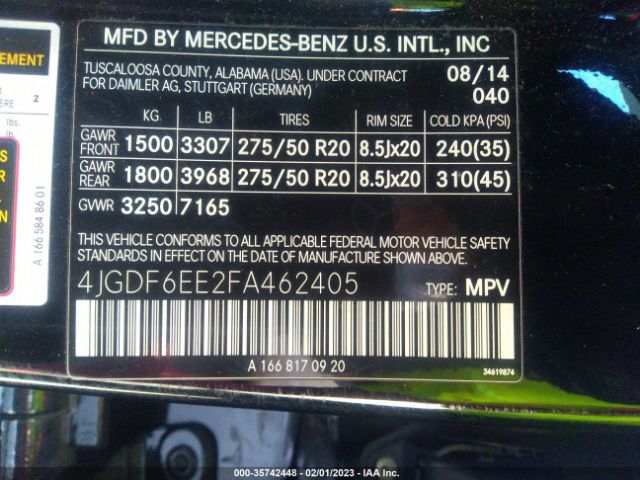 EMENT
ERE 2
lbs.
lb.
A 166 584 86 01
MFD BY MERCEDES-BENZ U.S. INTL., INC
TUSCALOOSA COUNTY, ALABAMA (USA). UNDER CONTRACT
FOR DAIMLER AG, STUTTGART (GERMANY)
08/14
040
KG. LB TIRES RIM SIZE COLD KPA (PSI)
GAWR FRONT 1500 3307 275/50 R20 8.5Jx20 240(35)
GAWR REAR 1800 3968 275/50 R20 8.5Jx20 310(45)
GVWR 3250 7165
THIS VEHICLE CONFORMS TO ALL APPLICABLE FEDERAL MOTOR VEHICLE SAFETY
STANDARDS IN EFFECT ON THE DATE OF MANUFACTURE SHOWN ABOVE
4JGDF6EE2FA462405 TYPE: MPV
A 166 817 09 20
34619874
000-35742448 - 02/01/2023 - IAA Inc.